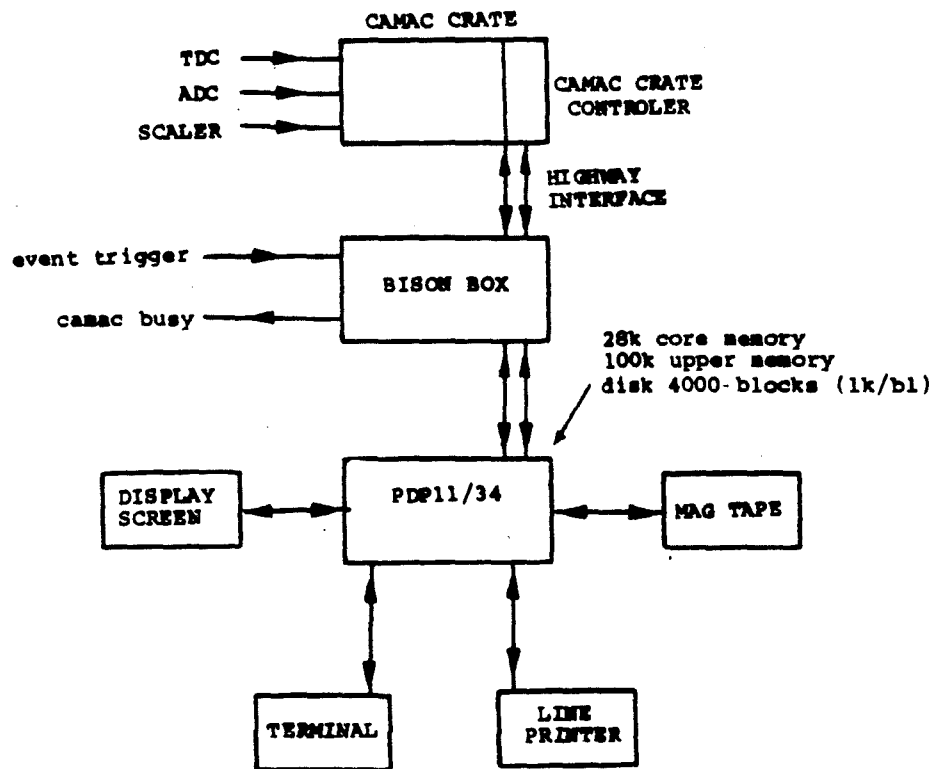 CAMAC CRATE
TDC
ADC
SCALER
CAMAC CRATE
CONTROLER
HIGHWAY
INTERFACE
event trigger
camac busy
BISON BOX
28k core memory
100k upper memory
disk 4000-blocks (1k/bl)
DISPLAY
SCREEN
PDP11/34
MAG TAPE
TERMINAL
LINE
PRINTER